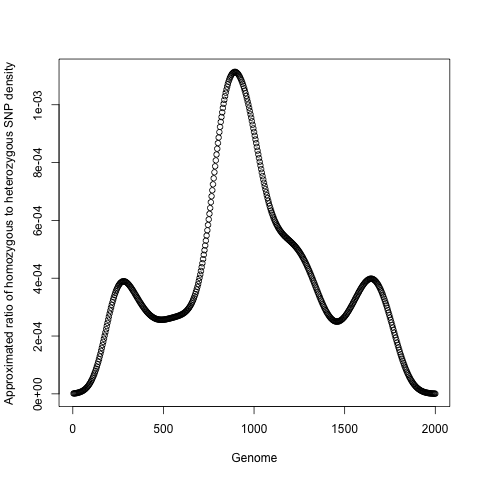 Approximated ratio of homozygous to heterozygous SNP density
1e-03
8e-04
6e-04
4e-04
2e-04
0e+00
0 500 1000 1500 2000
Genome